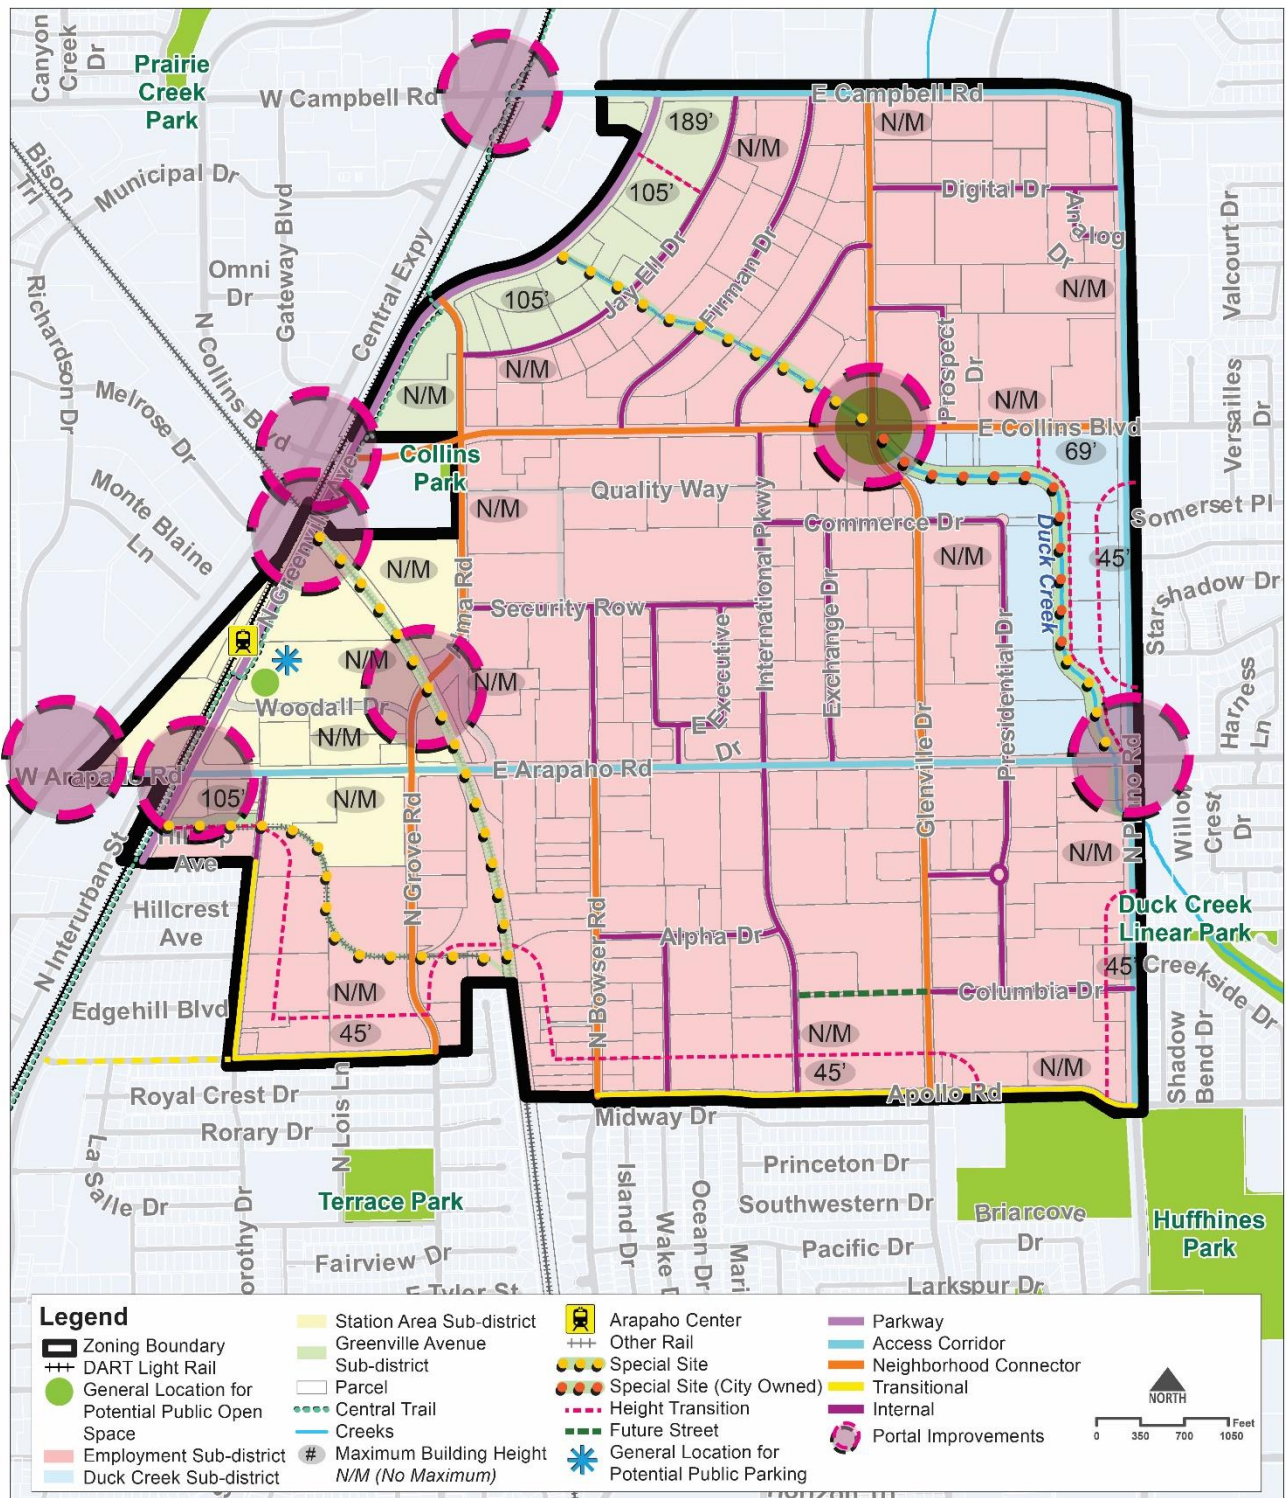 Canyon
Creek
Dr
Prairie
Creek
Park
W Campbell Rd
E Campbell Rd
189'
N/M
N/M
Bison
Trl
Municipal Dr
Gateway Blvd
Digital Dr
Analog
Dr
105'
Valcourt Dr
Omni
Dr
Central Expy
Jay Ell Dr
Firman Dr
N/M
Richardson Dr
N Collins Blvd
105'
Prospect
Dr
N/M
N/M
N/M
Melrose Dr
Versailles
Dr
E Collins Blvd
Collins
Park
69'
Monte Blaine
Ln
Quality Way
N/M
International Pkwy
Commerce Dr
Somerset Pl
Duck Creek
N/M
N/M
45'
Exchange Dr
shadow Dr
Star
Security Row
Executive
E
Dr
Presidential Dr
N/M
N/M
Woodall Dr
N/M
Harness
Ln
W Arapaho Rd
E Arapaho Rd
105'
N/M
N Grove Rd
Glenville Dr
Willow
Crest
Dr
Ave
N/M
N Interurban St
Hillcrest
Ave
Duck Creek
Linear Park
N Bowser Rd
Alpha Dr
45'
Creekside Dr
Edgehill Blvd
N/M
Columbia Dr
45'
N/M
Shadow
Bend Dr
N/M
45'
Royal Crest Dr
N Lois Ln
Apollo Rd
Midway Dr
Rorary Dr
La
Salle Dr
Terrace Park
Island Dr
Ocean Dr
Princeton Dr
Southwestern Dr
Briarcove
Dr
Huffhines
Park
Fairview Dr
Pacific Dr
Larkspur Dr
E Tyler St
Legend
Zoning Boundary
DART Light Rail
General Location for
Potential Public Open
Space
Employment Sub-district
Duck Creek Sub-district
Station Area Sub-district
Greenville Avenue
Sub-district
Parcel
Central Trail
Creeks
# Maximum Building Height
N/M (No Maximum)
Arapaho Center
Other Rail
Special Site
Special Site (City Owned)
Height Transition
Future Street
General Location for
Potential Public Parking
Parkway
Access Corridor
Neighborhood Connector
Transitional
Internal
Portal Improvements
NORTH
Feet
0 350 700 1050